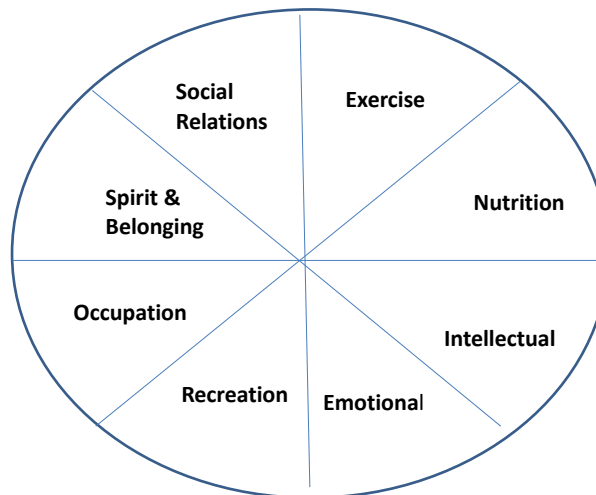 Social
Relations
Exercise
Spirit &
Belonging
Nutrition
Occupation
Intellectual
Recreation
Emotional